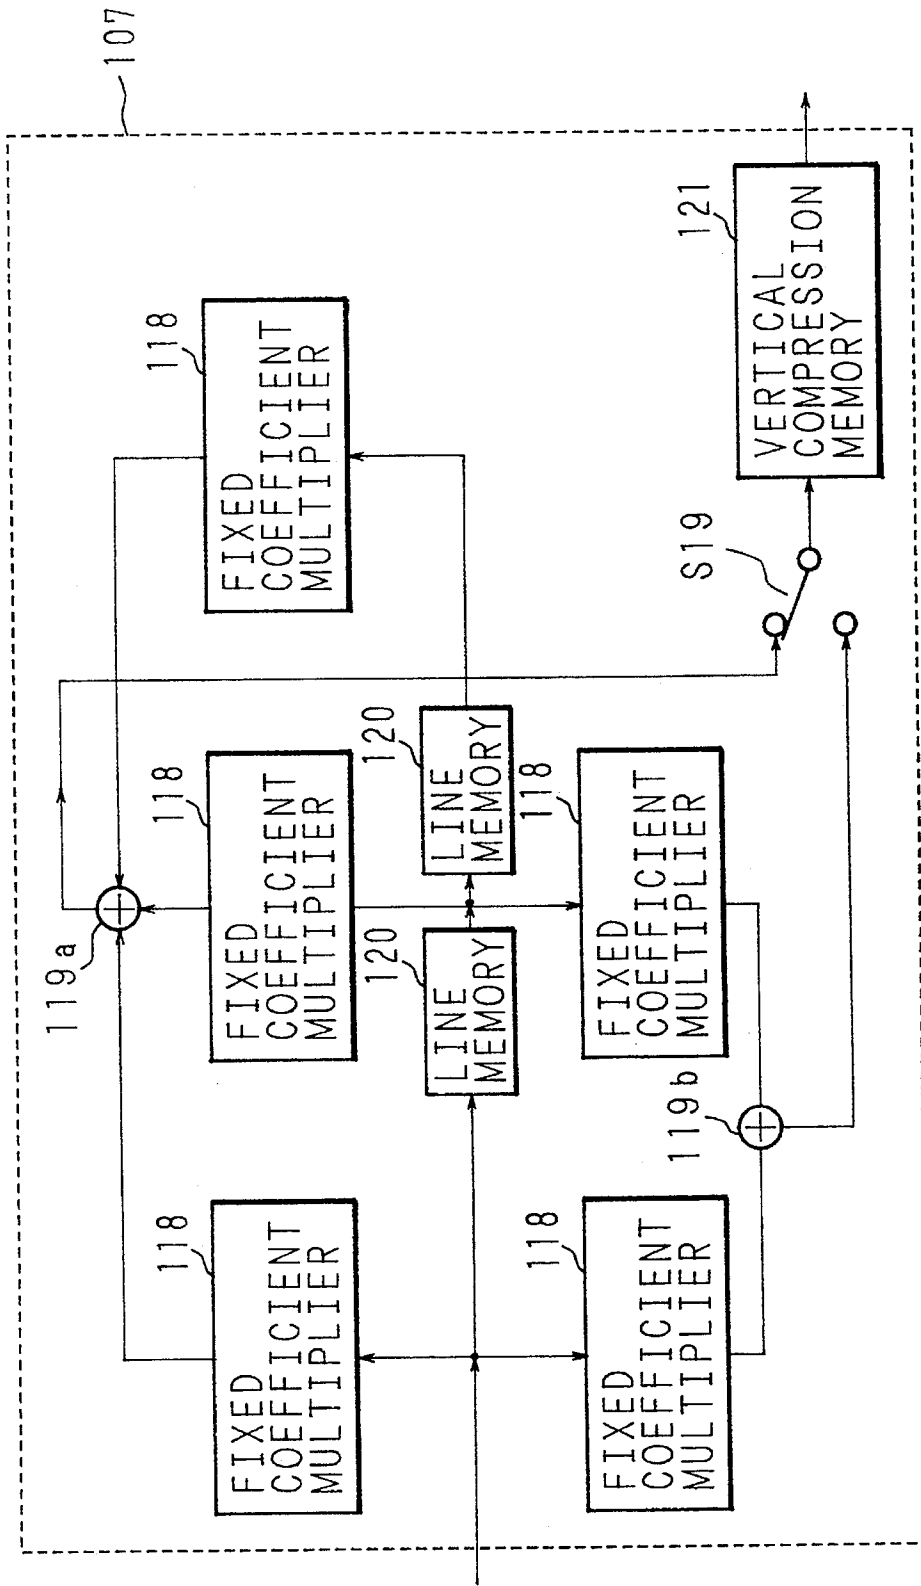 107
118
FIXED
COEFFICIENT
MULTIPLIER
119a
118
FIXED
COEFFICIENT
MULTIPLIER
118
FIXED
COEFFICIENT
MULTIPLIER
120
LINE
MEMORY
120
LINE
MEMORY
118
FIXED
COEFFICIENT
MULTIPLIER
118
FIXED
COEFFICIENT
MULTIPLIER
119b
S19
121
VERTICAL
COMPRESSION
MEMORY